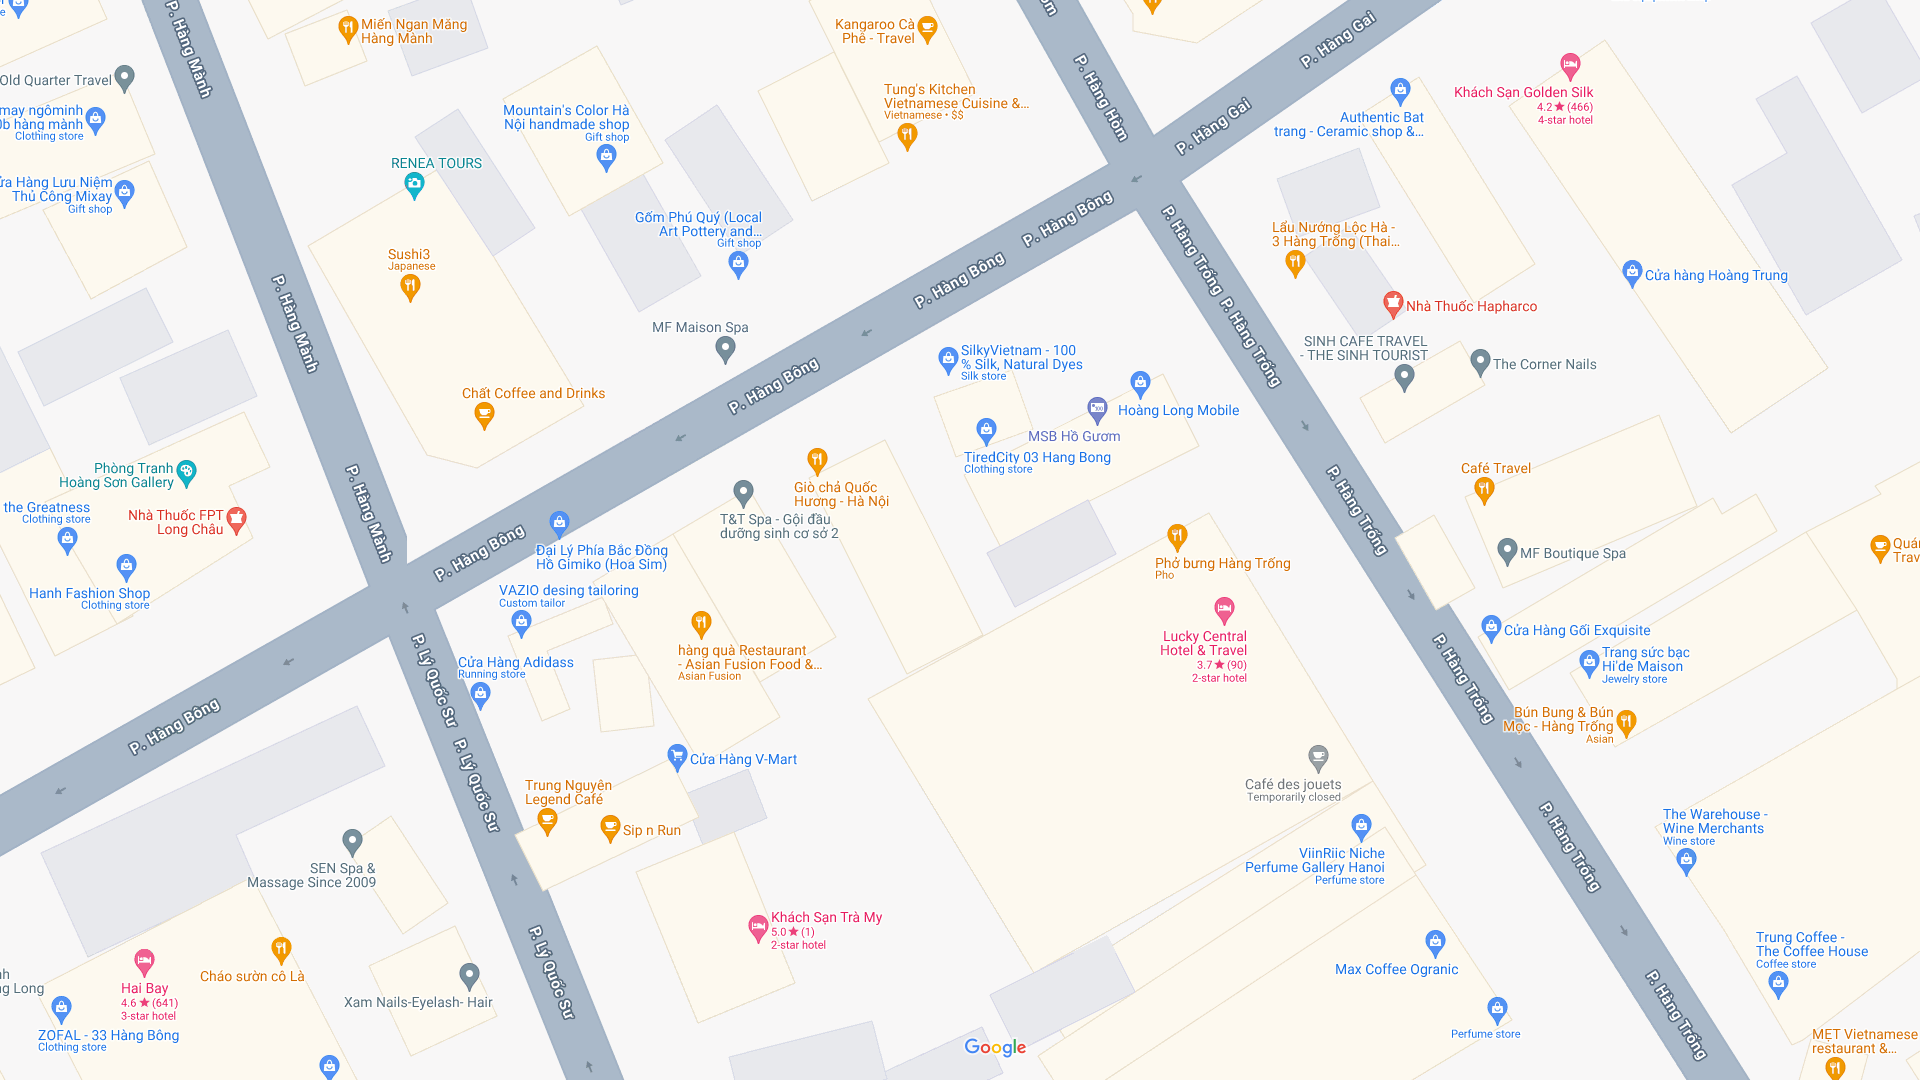 P. Hàng Mành
Miến Ngan Măng
Hàng Mành
Kangaroo Cà
Phê - Travel
P. Hàng Hòm
P. Hàng Gai
Old Quarter Travel
may ngôminh
0b hàng mành
Clothing store
Mountain's Color Hà
Nội handmade shop
Gift shop
Tung's Kitchen
Vietnamese Cuisine &...
Vietnamese • $$
P. Hàng Gai
Authentic Bat
trang - Ceramic shop &...
Khách Sạn Golden Silk
4.2 ★ (466)
4-star hotel
RENEA TOURS
ửa Hàng Lưu Niệm
Thủ Công Mixay
Gift shop
Gốm Phú Quý (Local
Art Pottery and...
Gift shop
P. Hàng Bông
P. Hàng Trống
Lẩu Nướng Lộc Hà -
3 Hàng Trống (Thai...
Sushi3
Japanese
P. Hàng Bông
Cửa hàng Hoàng Trung
P. Hàng Mành
MF Maison Spa
P. Hàng Trống
Nhà Thuốc Hapharco
SINH CAFE TRAVEL
- THE SINH TOURIST
The Corner Nails
SilkyVietnam - 100
% Silk, Natural Dyes
Silk store
P. Hàng Bông
Chất Coffee and Drinks
Hoàng Long Mobile
MSB Hồ Gươm
TiredCity 03 Hang Bong
Clothing store
Phòng Tranh
Hoàng Sơn Gallery
P. Hàng Mành
Giò chả Quốc
Hương - Hà Nội
P. Hàng Trống
Café Travel
the Greatness
Clothing store
Nhà Thuốc FPT
Long Châu
T&T Spa - Gội đầu
dưỡng sinh cơ sở 2
P. Hàng Bông
Đại Lý Phía Bắc Đồng
Hồ Gimiko (Hoa Sim)
Phở bưng Hàng Trống
Pho
MF Boutique Spa
Quán
Trav
Hanh Fashion Shop
Clothing store
VAZIO desing tailoring
Custom tailor
Lucky Central
Hotel & Travel
3.7 ★ (90)
2-star hotel
Cửa Hàng Gối Exquisite
Cửa Hàng Adidass
Running store
hàng quà Restaurant
- Asian Fusion Food &...
Asian Fusion
P. Lý Quốc Sư
P. Hàng Trống
Trang sức bạc
Hi'de Maison
Jewelry store
P. Hàng Bông
Bún Bung & Bún
Mọc - Hàng Trống
Asian
P. Lý Quốc Sư
Cửa Hàng V-Mart
Trung Nguyên
Legend Café
Sip n Run
Café des jouets
Temporarily closed
P. Hàng Trống
The Warehouse -
Wine Merchants
Wine store
SEN Spa &
Massage Since 2009
ViinRiic Niche
Perfume Gallery Hanoi
Perfume store
Khách Sạn Trà My
5.0 ★ (1)
2-star hotel
P. Lý Quốc Sư
Trung Coffee -
The Coffee House
Coffee store
Hai Bay
4.6 ★ (641)
3-star hotel
Cháo sườn cô Là
Xam Nails-Eyelash- Hair
Max Coffee Ogranic
P. Hàng Trống
ng Long
ZOFAL - 33 Hàng Bông
Clothing store
Google
Perfume store
MẸT Vietnamese
restaurant &...